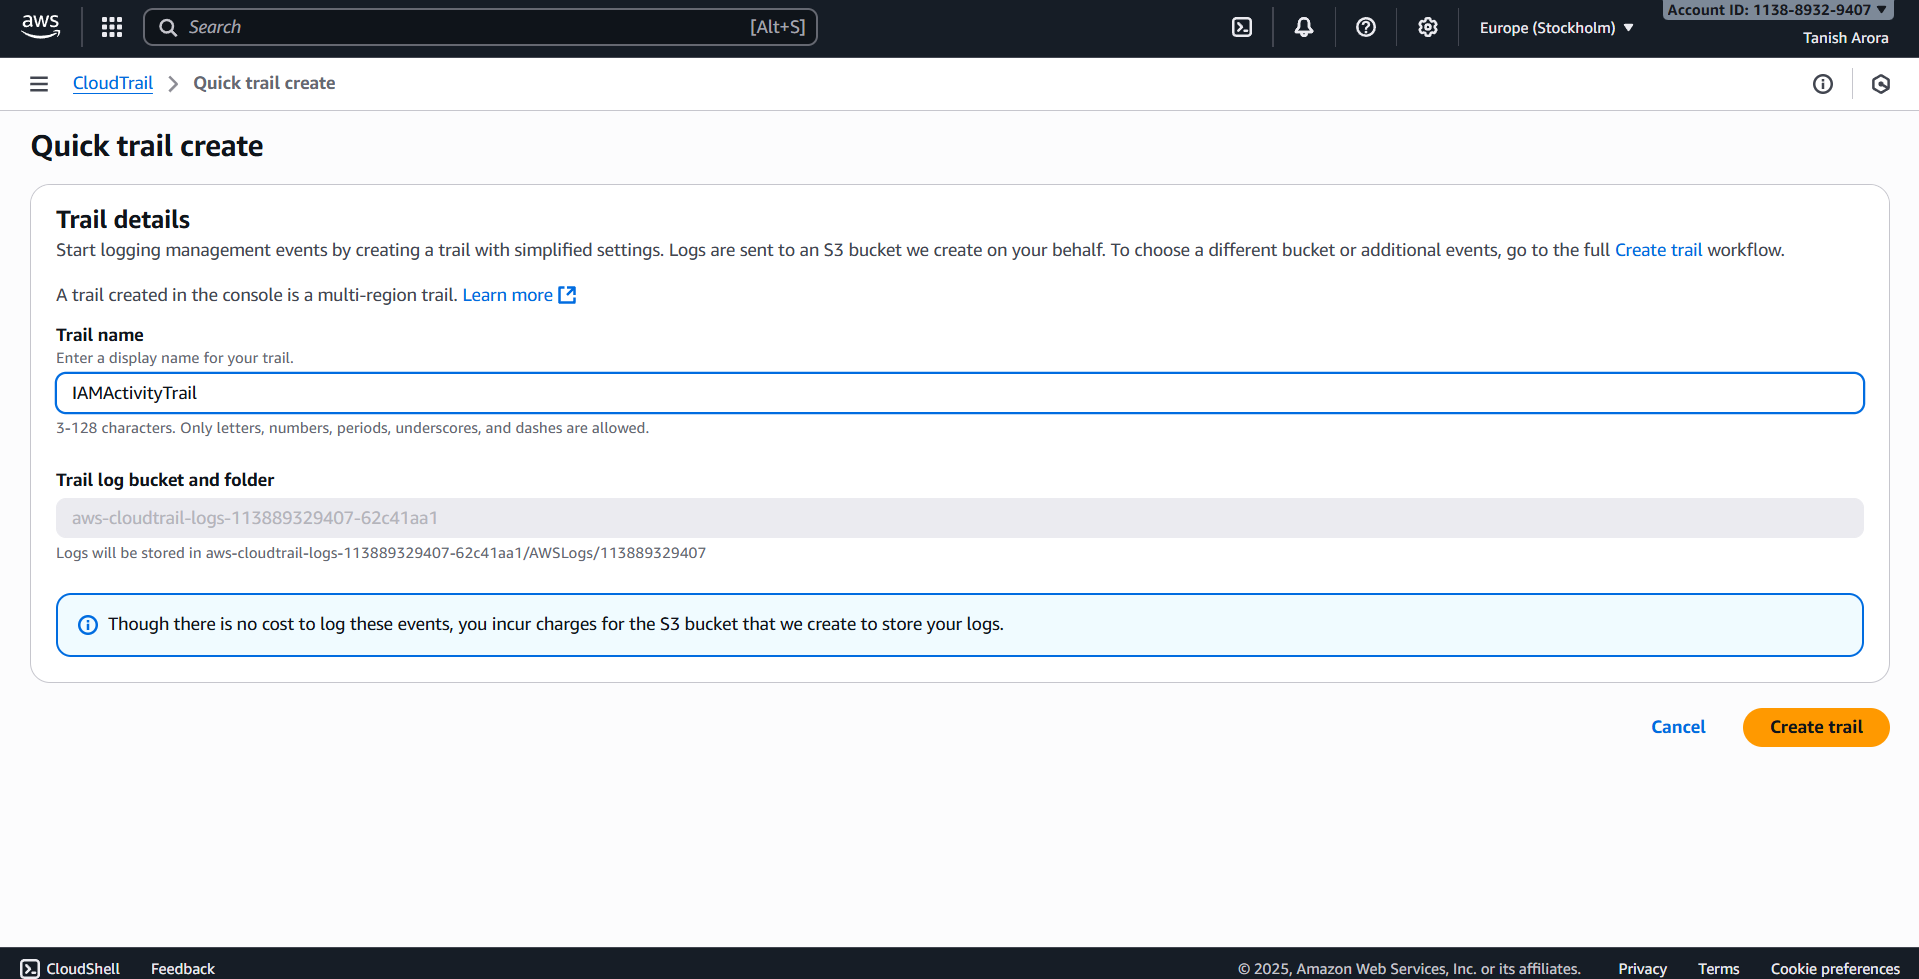 aws
Search [Alt+S]
Europe (Stockholm)
Account ID: 1138-8932-9407
Tanish Arora
CloudTrail > Quick trail create
Quick trail create
Trail details
Start logging management events by creating a trail with simplified settings. Logs are sent to an S3 bucket we create on your behalf. To choose a different bucket or additional events, go to the full Create trail workflow.
A trail created in the console is a multi-region trail. Learn more
Trail name
Enter a display name for your trail.
IAMActivityTrail
3-128 characters. Only letters, numbers, periods, underscores, and dashes are allowed.
Trail log bucket and folder
aws-cloudtrail-logs-113889329407-62c41aa1
Logs will be stored in aws-cloudtrail-logs-113889329407-62c41aa1/AWSLogs/113889329407
Though there is no cost to log these events, you incur charges for the S3 bucket that we create to store your logs.
Cancel Create trail
CloudShell Feedback © 2025, Amazon Web Services, Inc. or its affiliates. Privacy Terms Cookie preferences